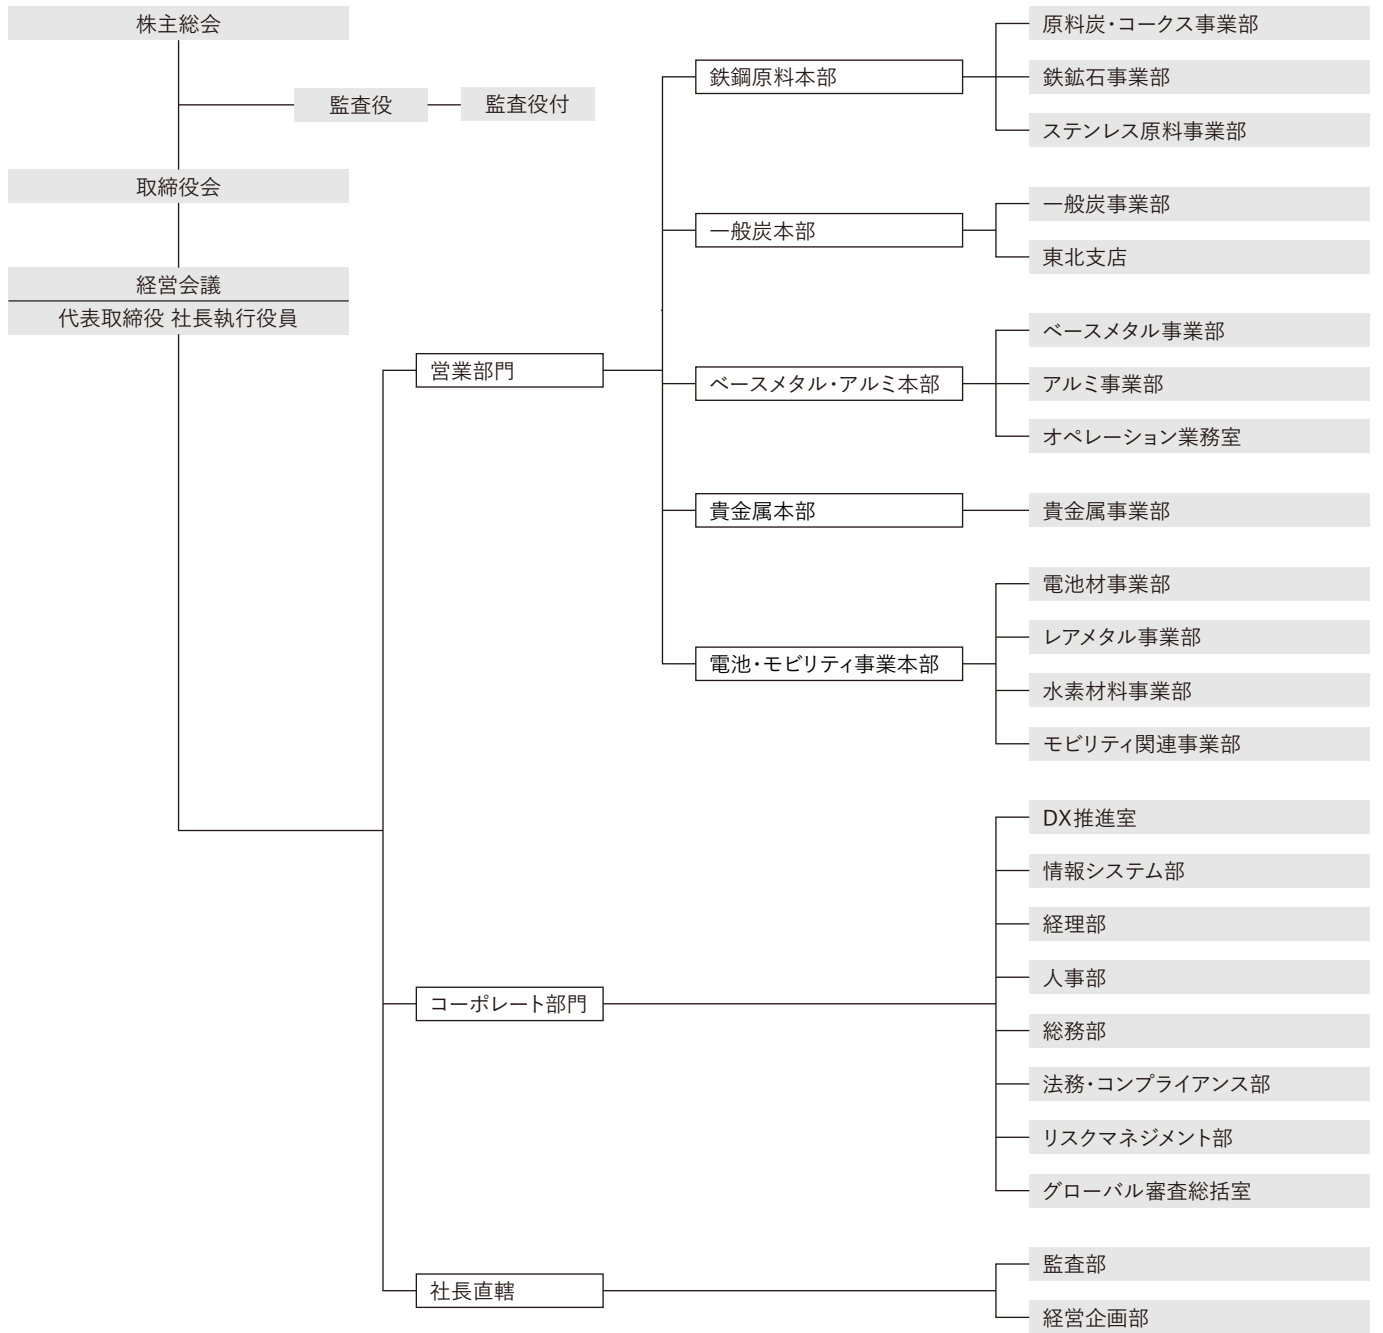 株主総会
監査役
監査役付
取締役会
経営会議
代表取締役 社長執行役員
営業部門
鉄鋼原料本部
原料炭・コークス事業部
鉄鉱石事業部
ステンレス原料事業部
一般炭本部
一般炭事業部
東北支店
ベースメタル・アルミ本部
ベースメタル事業部
アルミ事業部
オペレーション業務室
貴金属本部
貴金属事業部
電池・モビリティ事業本部
電池材事業部
レアメタル事業部
水素材料事業部
モビリティ関連事業部
コーポレート部門
DX推進室
情報システム部
経理部
人事部
総務部
法務・コンプライアンス部
リスクマネジメント部
グローバル審査総括室
社長直轄
監査部
経営企画部